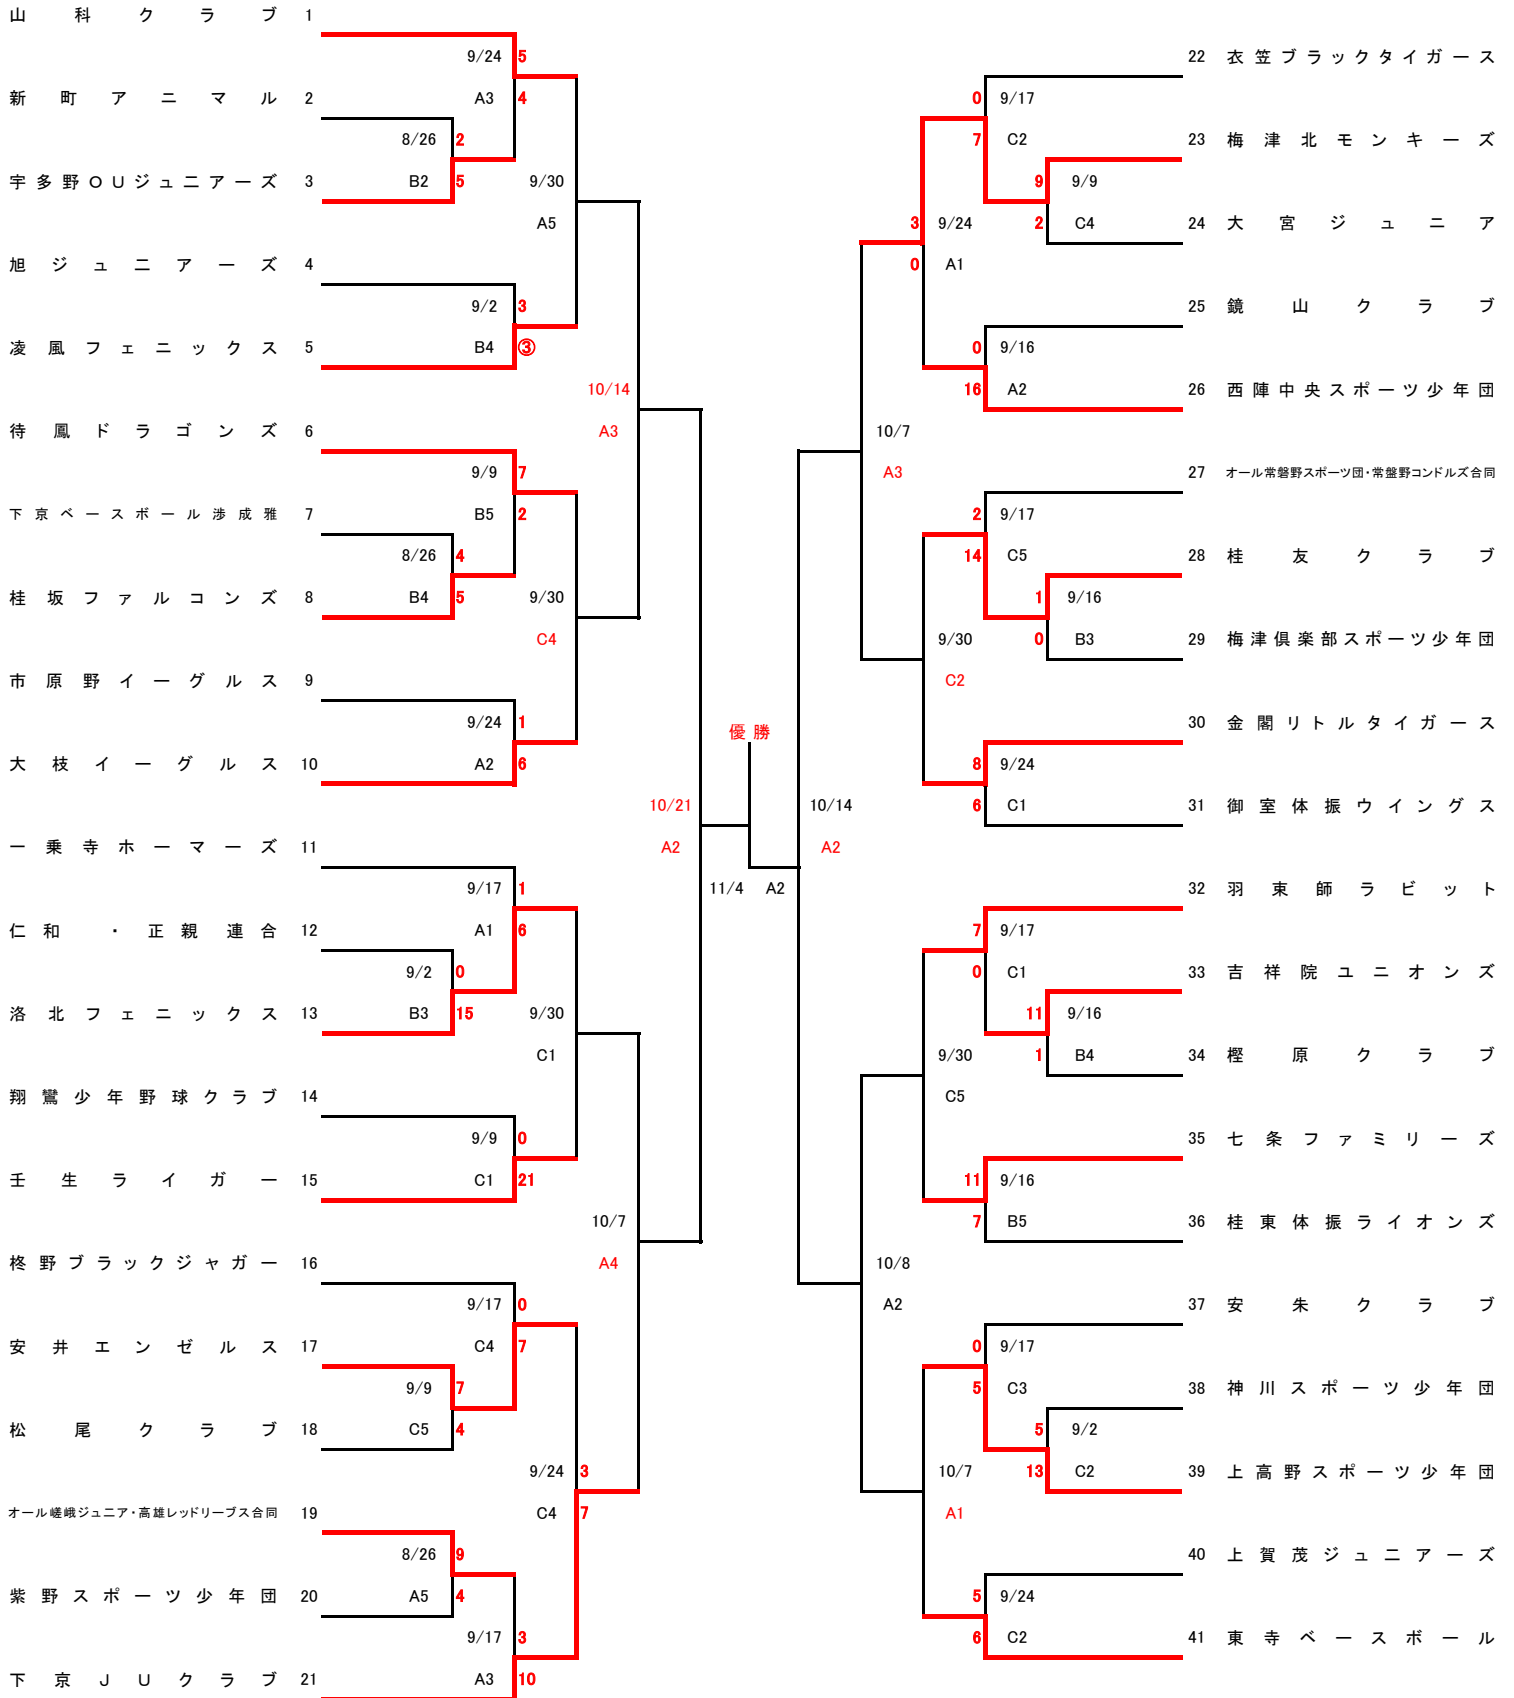 山科クラブ 1
9/24 5
22 衣笠ブラックタイガース
新町アニマル 2
A3 4
0 9/17
8/26 2
7 C2
23 梅津北モンキーズ
宇多野OUジュニアーズ 3
B2 5
9/30
9 9/9
A5
3 9/24
2 C4
24 大宮ジュニア
旭ジュニアーズ 4
0 A1
9/2 3
25 鏡山クラブ
凌風フェニックス 5
B4 ③
0 9/16
10/14
16 A2
26 西陣中央スポーツ少年団
待鳳ドラゴンズ 6
A3
10/7
9/9 7
A3
27 オール常磐野スポーツ団・常盤野コンドルズ合同
下京ベースボール渉成雅 7
B5 2
2 9/17
8/26 4
14 C5
28 桂友クラブ
桂坂ファルコンズ 8
B4 5
9/30
1 9/16
C4
9/30
0 B3
29 梅津倶楽部スポーツ少年団
市原野イーグルス 9
C2
9/24 1
優勝
30 金閣リトルタイガース
大枝イーグルス 10
A2 6
8 9/24
10/21
10/14
6 C1
31 御室体振ウイングス
一乗寺ホーマーズ 11
A2
A2
9/17 1
11/4 A2
32 羽束師ラビット
仁和・正親連合 12
A1 6
7 9/17
9/2 0
0 C1
33 吉祥院ユニオンズ
洛北フェニックス 13
B3 15
9/30
11 9/16
C1
9/30
1 B4
34 樫原クラブ
翔鸞少年野球クラブ 14
C5
9/9 0
35 七条ファミリーズ
壬生ライガー 15
C1 21
11 9/16
10/7
7 B5
36 桂東体振ライオンズ
柊野ブラックジャガー 16
A4
10/8
9/17 0
A2
37 安朱クラブ
安井エンゼルス 17
C4 7
0 9/17
9/9 7
5 C3
38 神川スポーツ少年団
松尾クラブ 18
C5 4
5 9/2
9/24 3
10/7
13 C2
39 上高野スポーツ少年団
オール嵯峨ジュニア・高雄レッドリーブス合同 19
C4 7
A1
8/26 9
40 上賀茂ジュニアーズ
紫野スポーツ少年団 20
A5 4
5 9/24
9/17 3
6 C2
41 東寺ベースボール
下京JUクラブ 21
A3 10